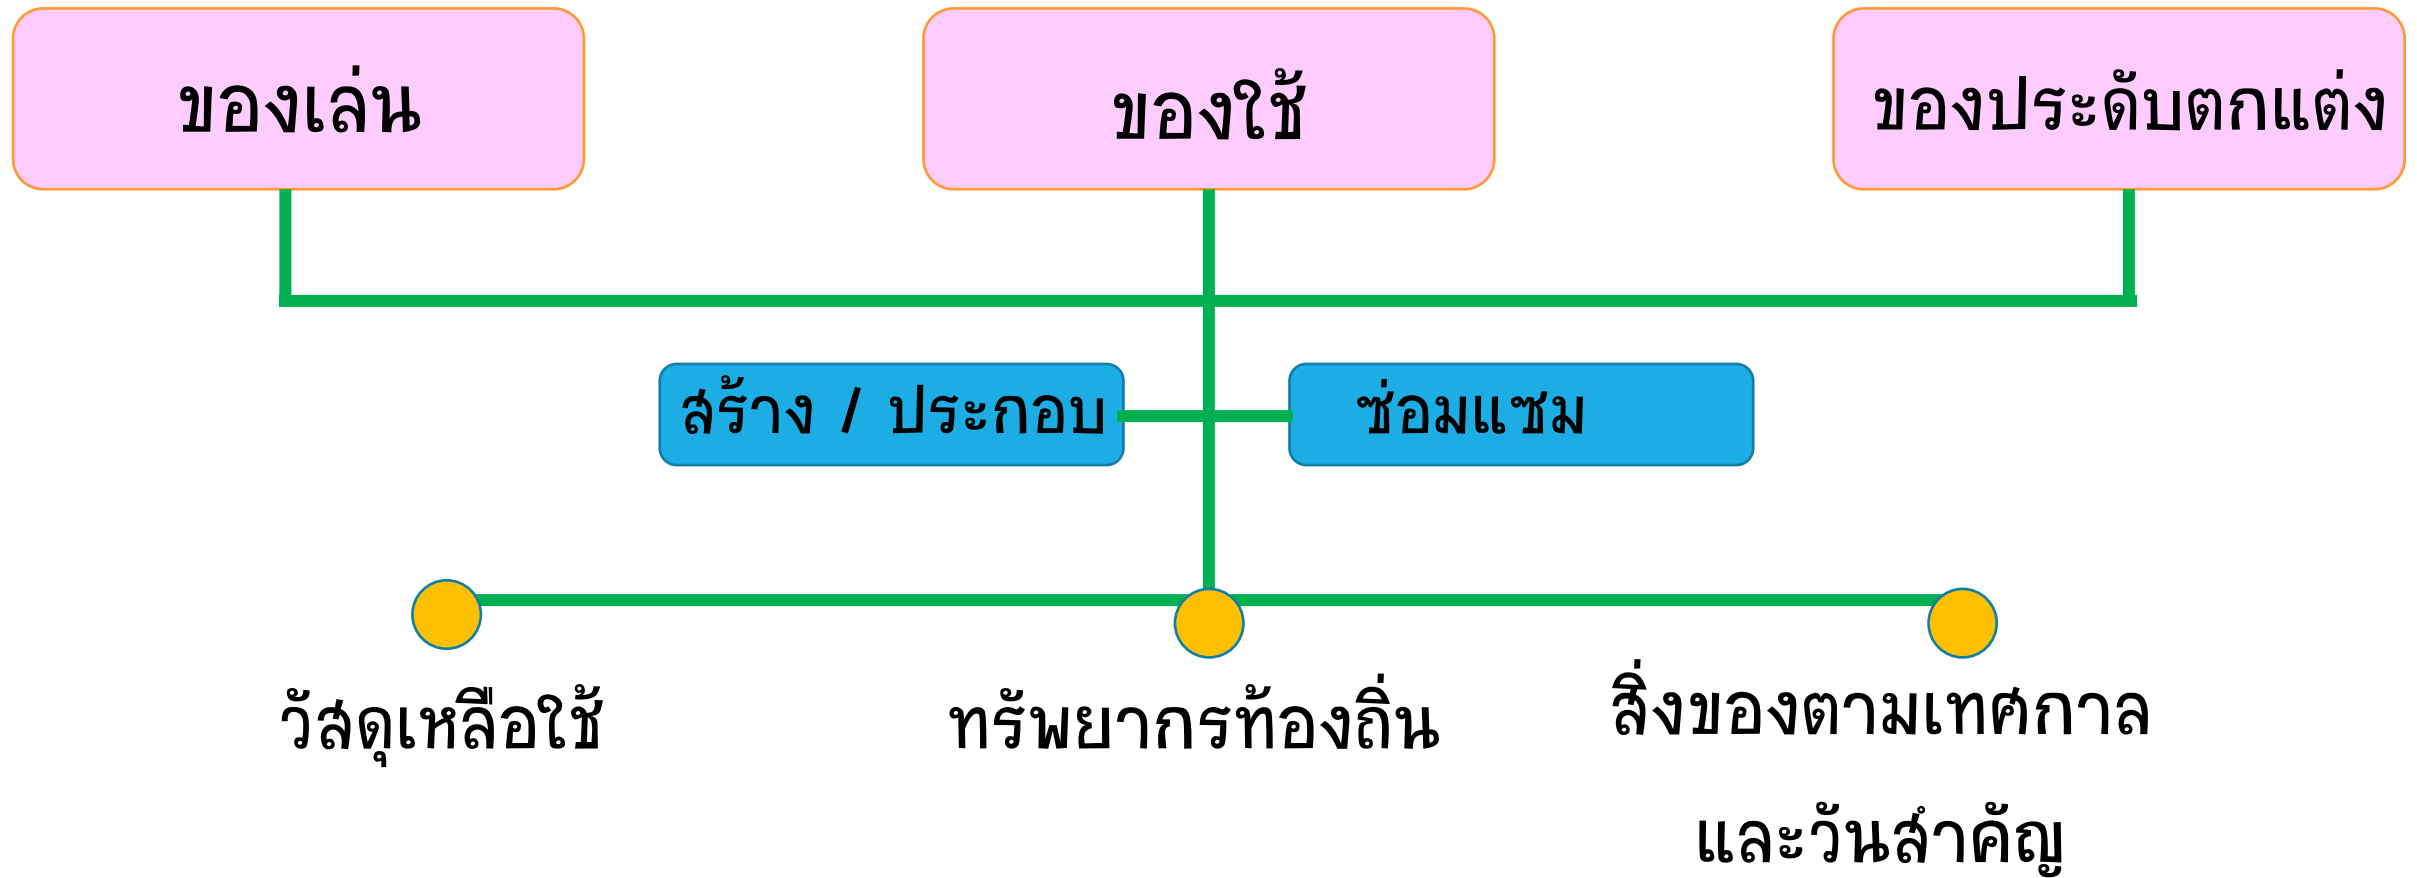 ของเล่น
ของใช้
ของประดับตกแต่ง
สร้าง / ประกอบ
ซ่อมแซม
วัสดุเหลือใช้
ทรัพยากรท้องถิ่น
สิ่งของตามเทศกาล
และวันสำคัญ